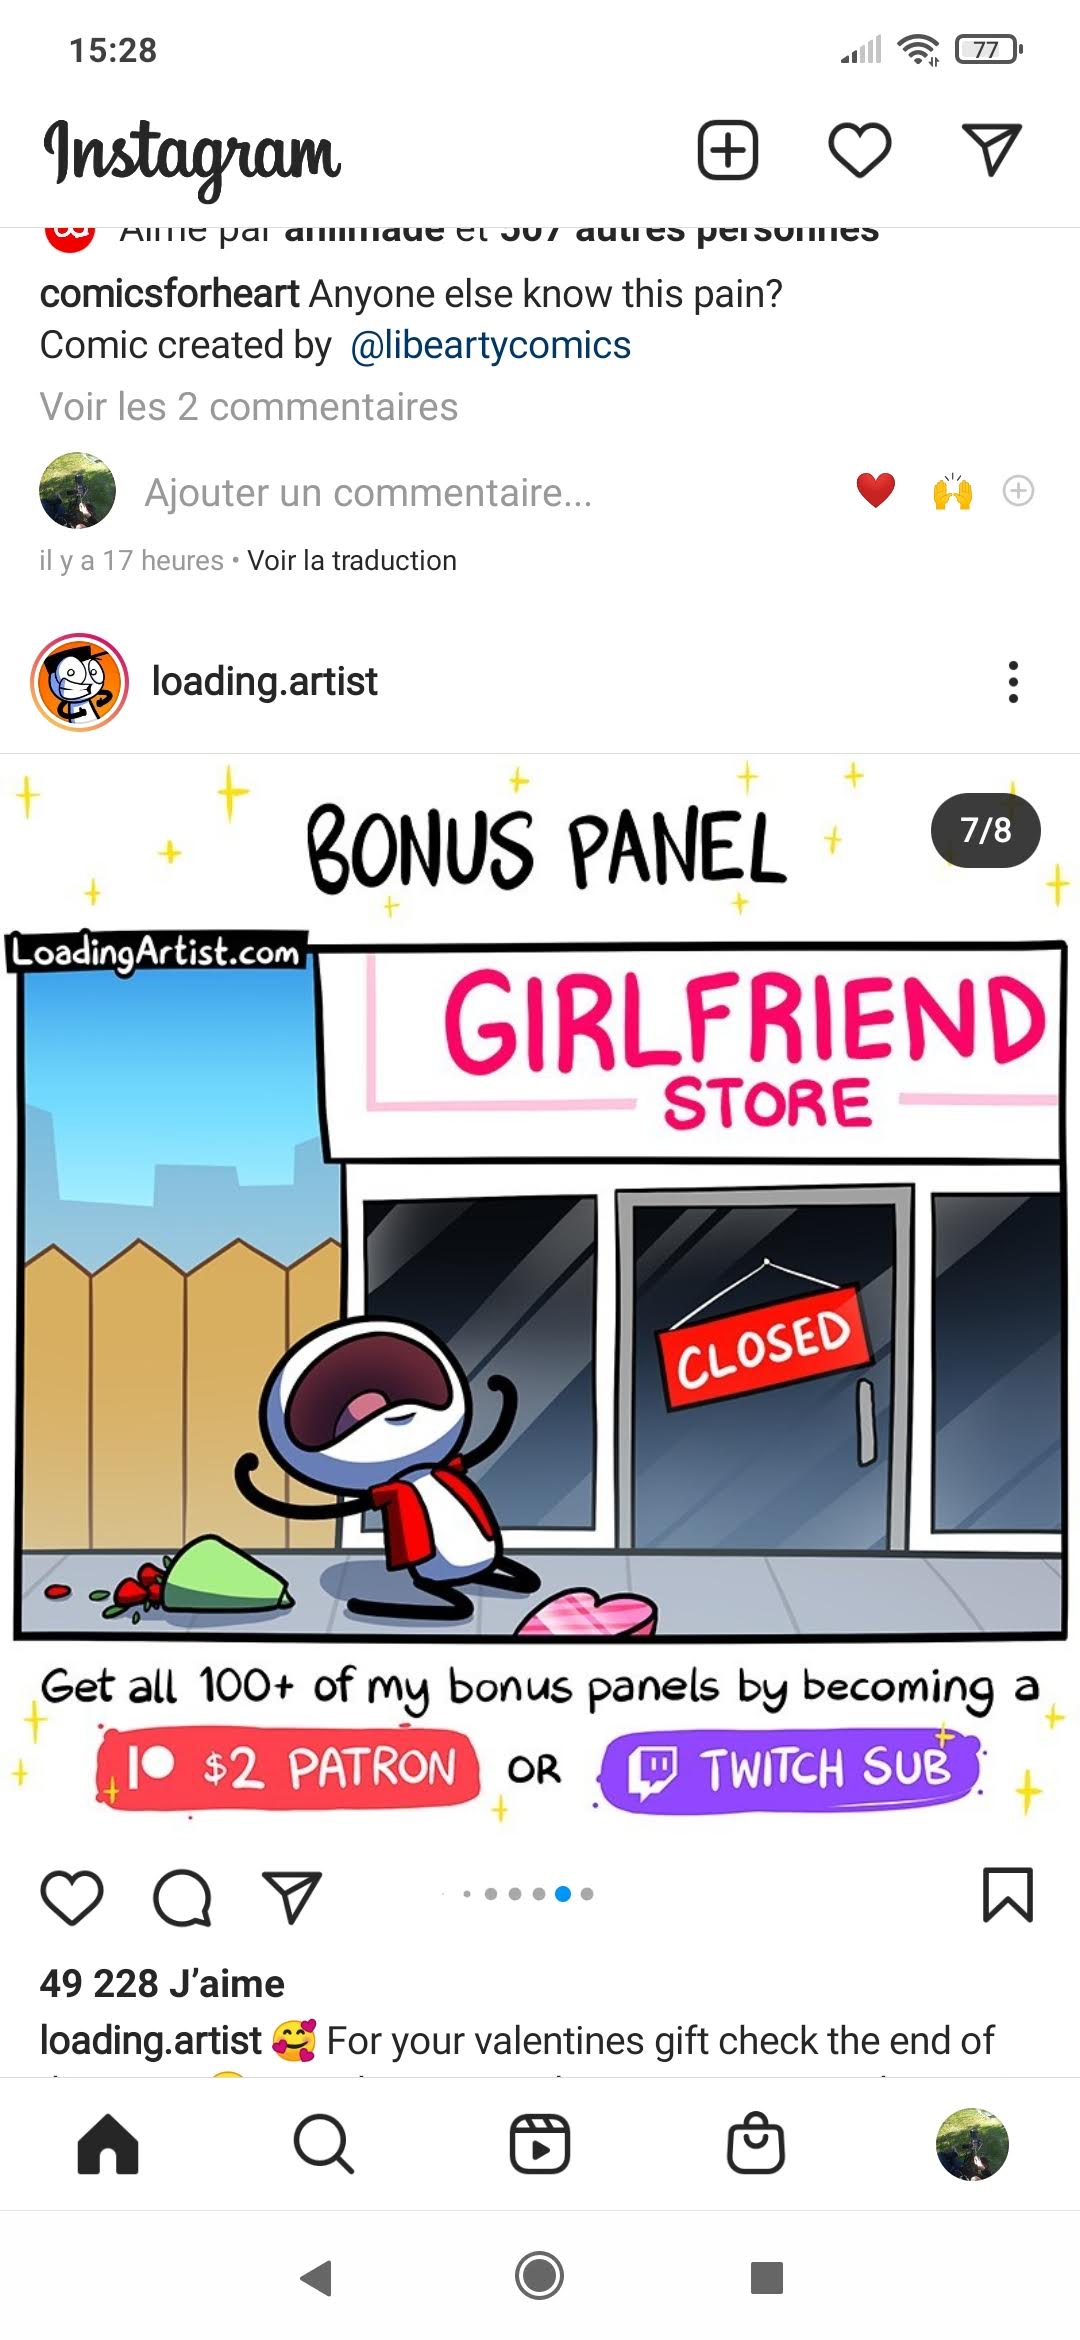 15:28
77
Instagram
Aimé par animade et 507 autres personnes
comicsforheart Anyone else know this pain?
Comic created by @libeartycomics
Voir les 2 commentaires
Ajouter un commentaire...
il y a 17 heures • Voir la traduction
loading.artist
BONUS PANEL
7/8
LoadingArtist.com
GIRLFRIEND
STORE
CLOSED
Get all 100+ of my bonus panels by becoming a
$2 PATRON OR TWITCH SUB
49 228 J’aime
loading.artist 🥰 For your valentines gift check the end of